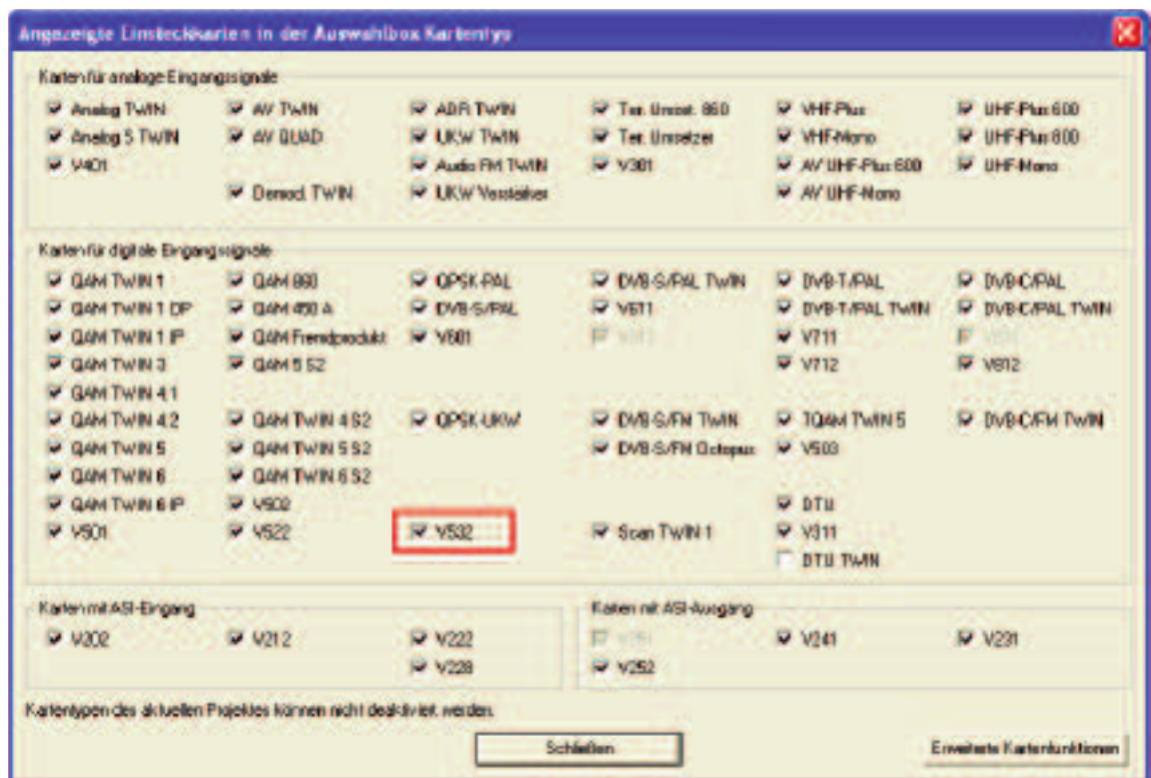 Angezeigte Einsteckkarten in der Auswahlbox Kartentyp
Karten für analoge Eingangssignale
Analog TWIN AV TWIN ADR TWIN Ter. Umset. 860 VHF-Plus UHF-Plus 600
Analog S TWIN AV QUAD UKW TWIN Ter. Umsetzer VHF-Mono UHF-Plus 800
V401 Audio FM TWIN V301 AV UHF-Plus 600 UHF-Mono
Demod. TWIN UKW Verstärker AV UHF-Mono
Karten für digitale Eingangssignale
QAM TWIN 1 QAM 860 QPSK-PAL DVB-S/PAL TWIN DVB-T/PAL DVB-C/PAL
QAM TWIN 1 DP QAM 450 A DVB-S/PAL V611 DVB-T/PAL TWIN DVB-C/PAL TWIN
QAM TWIN 1 IP QAM Fremdprodukt V601 V711
QAM TWIN 3 QAM 5 S2 V712 V812
QAM TWIN 4.1
QAM TWIN 4.2 QAM TWIN 4 S2 QPSK-UKW DVB-S/FM TWIN TQAM TWIN 5 DVB-C/FM TWIN
QAM TWIN 5 QAM TWIN 5 S2 DVB-S/FM Octopus V503
QAM TWIN 6 QAM TWIN 6 S2
QAM TWIN 6 IP V502 DTU
V501 V522 V532 Scan TWIN 1 V311
DTU TWIN
Karten mit ASI-Eingang Karten mit ASI-Ausgang
V202 V212 V222 V241 V231
V228 V252
Kartentypen des aktuellen Projektes können nicht deaktiviert werden.
Schließen Erweiterte Kartenfunktionen